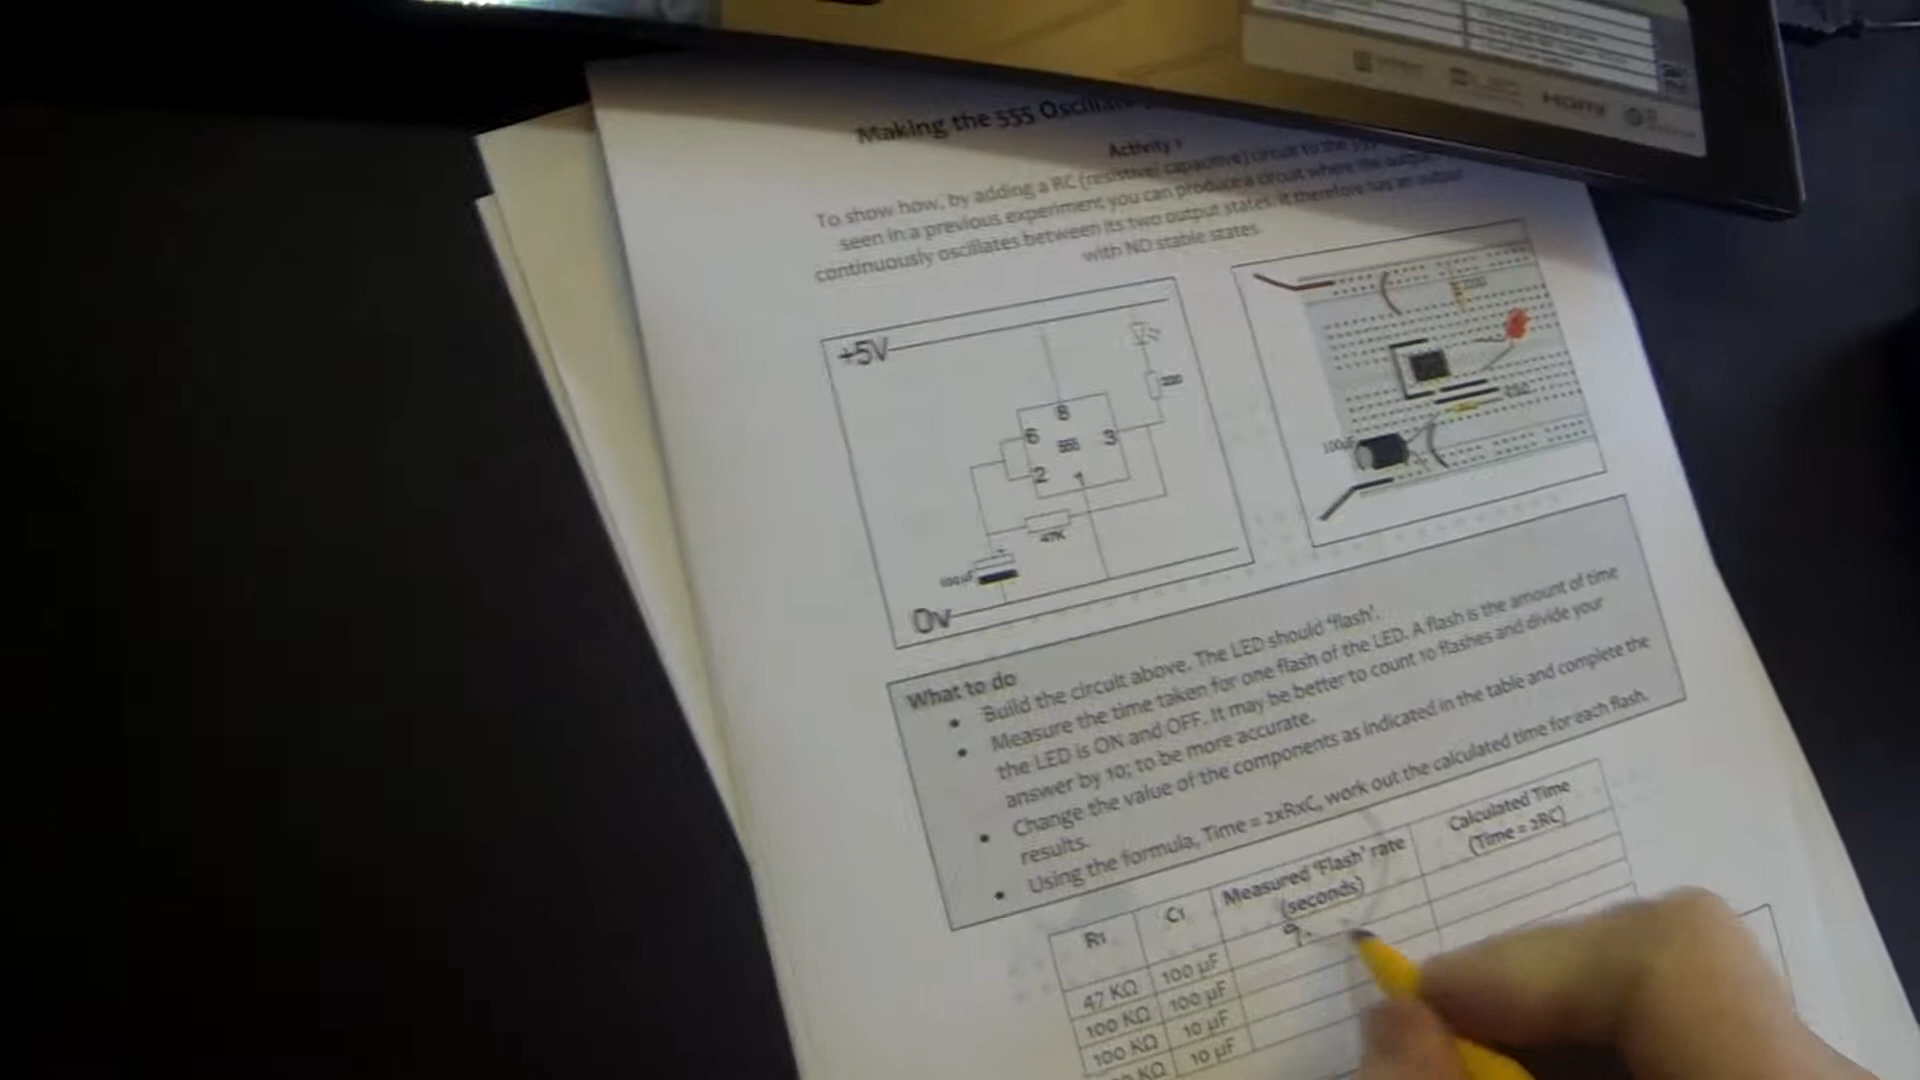 Making the 555
Activity 1
To show how, by adding a RC (resistive/ capacitive) circuit to the 555
seen in a previous experiment you can produce a circuit where the output
continuously oscillates between its two output states. It therefore has an output
with NO stable states.
+5V
8
6
555
3
2
1
47K
100µF
0V
100µF
What to do
Build the circuit above. The LED should 'flash'.
Measure the time taken for one flash of the LED. A flash is the amount of time
the LED is ON and OFF. It may be better to count 10 flashes and divide your
answer by 10; to be more accurate.
Change the value of the components as indicated in the table and complete the
results.
Using the formula, Time = 2xRxC, work out the calculated time for each flash.
R1 C1 Measured 'Flash' rate (seconds) Calculated Time (Time = 2RC)
47 KΩ 100 µF 9.
100 KΩ 100 µF
100 KΩ 10 µF
KΩ 10 µF
HDMI